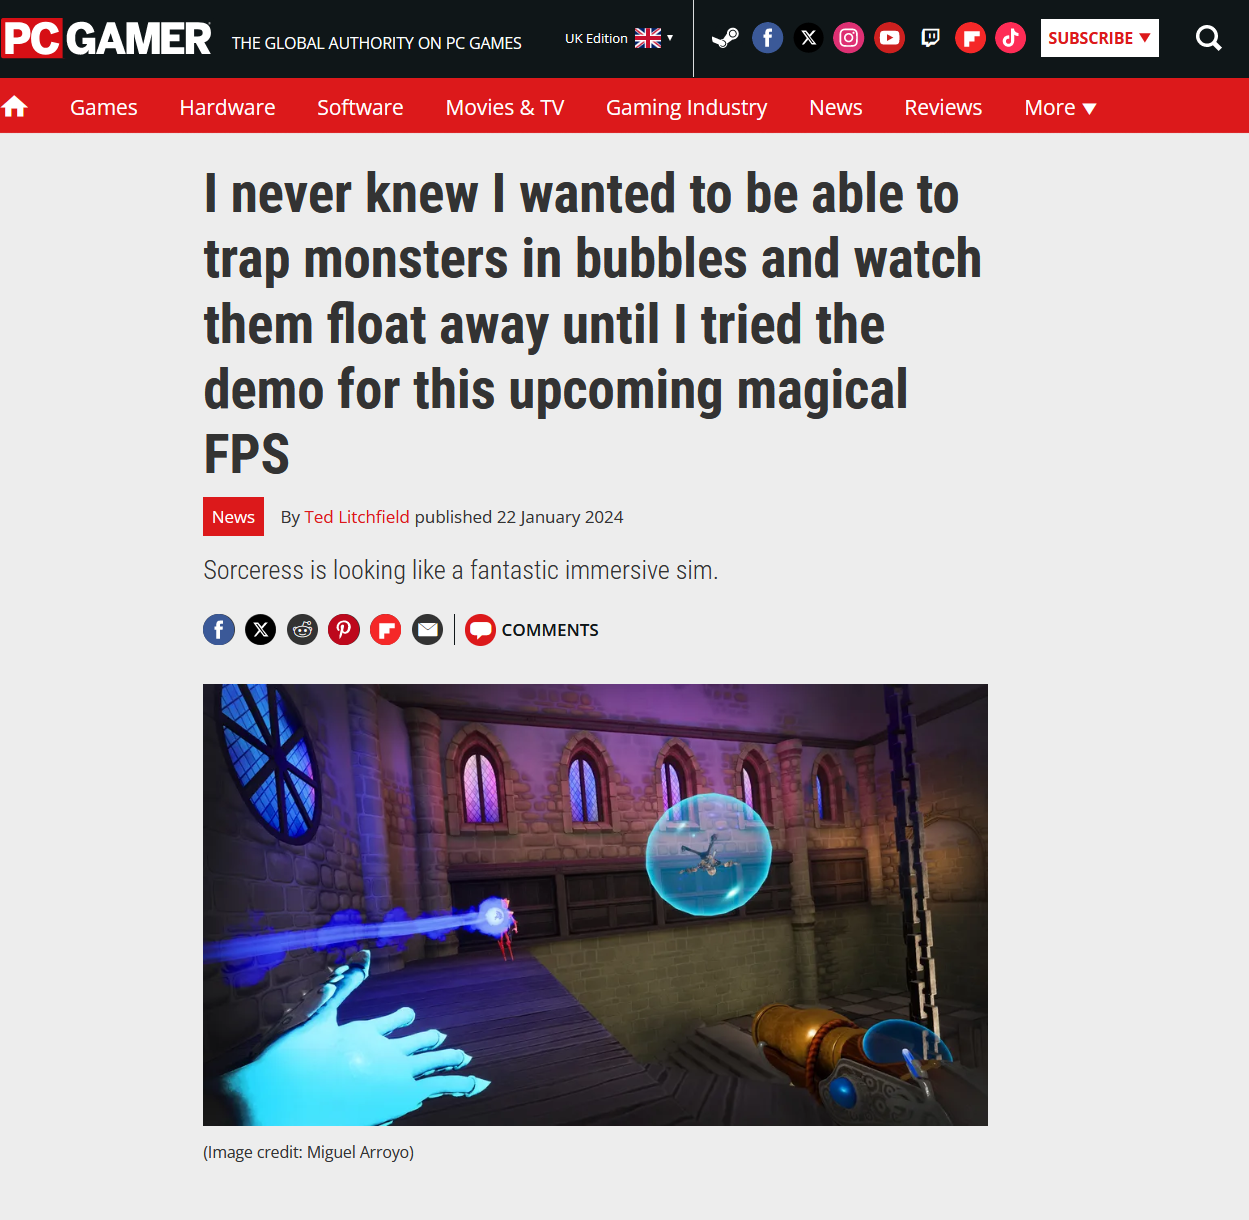 PC GAMER THE GLOBAL AUTHORITY ON PC GAMES UK Edition SUBSCRIBE
Games Hardware Software Movies & TV Gaming Industry News Reviews More
I never knew I wanted to be able to
trap monsters in bubbles and watch
them float away until I tried the
demo for this upcoming magical
FPS
News By Ted Litchfield published 22 January 2024
Sorceress is looking like a fantastic immersive sim.
COMMENTS
(Image credit: Miguel Arroyo)